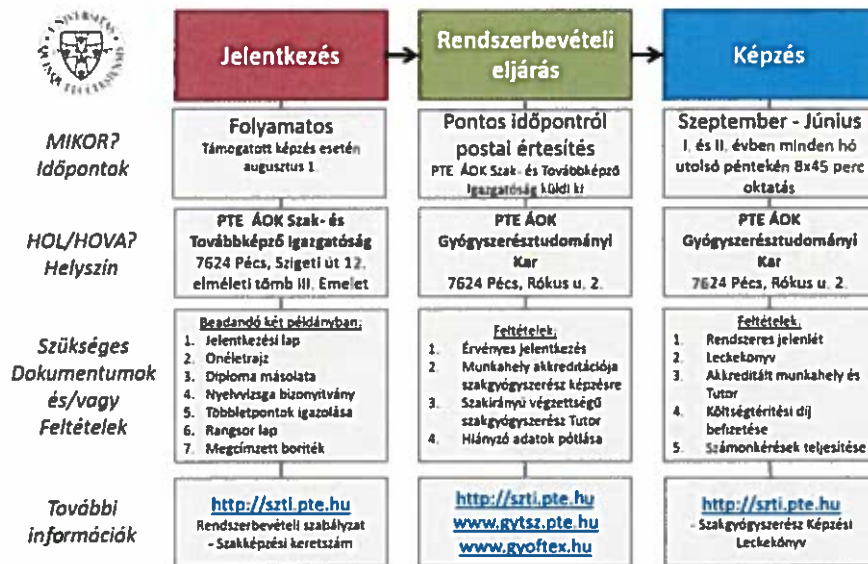 UNIVERSITAS
QUINQUEECCLESIENSIS
Jelentkezés
Rendszerbevételi
eljárás
Képzés
MIKOR?
Időpontok
Folyamatos
Támogatott képzés esetén
augusztus 1.
Pontos időpontról
postai értesítés
PTE ÁOK Szak- és Továbbképző
Igazgatóság küldi ki
Szeptember - Június
I. és II. évben minden hó
utolsó péntekén 8x45 perc
oktatás
HOL/HOVA?
Helyszín
PTE ÁOK Szak- és
Továbbképző Igazgatóság
7624 Pécs, Szigeti út 12.
elméleti tömb III. Emelet
PTE ÁOK
Gyógyszerésztudományi
Kar
7624 Pécs, Rókus u. 2.
PTE ÁOK
Gyógyszerésztudományi
Kar
7624 Pécs, Rókus u. 2.
Szükséges
Dokumentumok
és/vagy
Feltételek
Beadandó két példányban:
1. Jelentkezési lap
2. Önéletrajz
3. Diploma másolata
4. Nyelvvizsga bizonyítvány
5. Többletpontok igazolása
6. Rangsor lap
7. Megcímzett boríték
Feltételek:
1. Érvényes jelentkezés
2. Munkahely akkreditációja
szakgyógyszerész képzésre
3. Szakirányú végzettségű
szakgyógyszerész Tutor
4. Hiányzó adatok pótlása
Feltételek:
1. Rendszeres jelenlét
2. Leckekönyv
3. Akkreditált munkahely és
Tutor
4. Költségtérítési díj
befizetése
5. Számonkérések teljesítése
További
információk
http://szti.pte.hu
Rendszerbevételi szabályzat
- Szakképzési keretszám
http://szti.pte.hu
www.gytsz.pte.hu
www.gyoftex.hu
http://szti.pte.hu
- Szakgyógyszerész Képzési
Leckekönyv